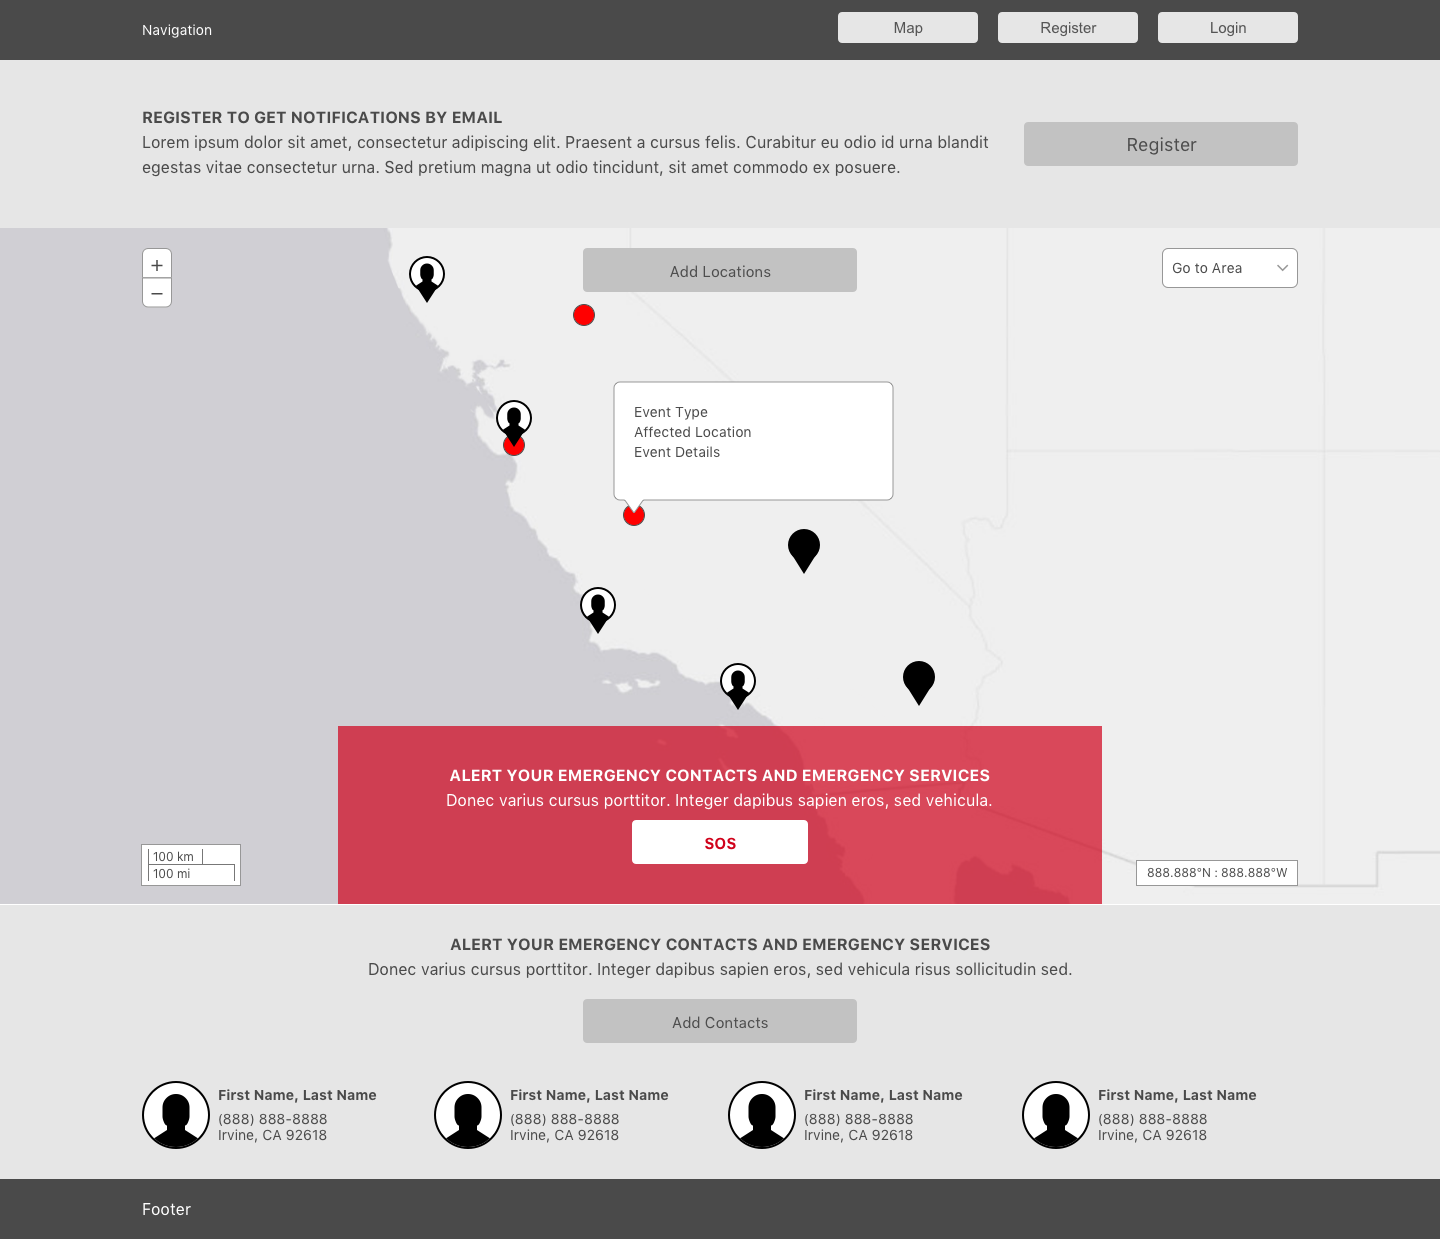 Navigation
Map
Register
Login
REGISTER TO GET NOTIFICATIONS BY EMAIL
Lorem ipsum dolor sit amet, consectetur adipiscing elit. Praesent a cursus felis. Curabitur eu odio id urna blandit
egestas vitae consectetur urna. Sed pretium magna ut odio tincidunt, sit amet commodo ex posuere.
Register
+
−
Add Locations
Go to Area
Event Type
Affected Location
Event Details
ALERT YOUR EMERGENCY CONTACTS AND EMERGENCY SERVICES
Donec varius cursus porttitor. Integer dapibus sapien eros, sed vehicula.
SOS
100 km
100 mi
888.888°N : 888.888°W
ALERT YOUR EMERGENCY CONTACTS AND EMERGENCY SERVICES
Donec varius cursus porttitor. Integer dapibus sapien eros, sed vehicula risus sollicitudin sed.
Add Contacts
First Name, Last Name
(888) 888-8888
Irvine, CA 92618
First Name, Last Name
(888) 888-8888
Irvine, CA 92618
First Name, Last Name
(888) 888-8888
Irvine, CA 92618
First Name, Last Name
(888) 888-8888
Irvine, CA 92618
Footer